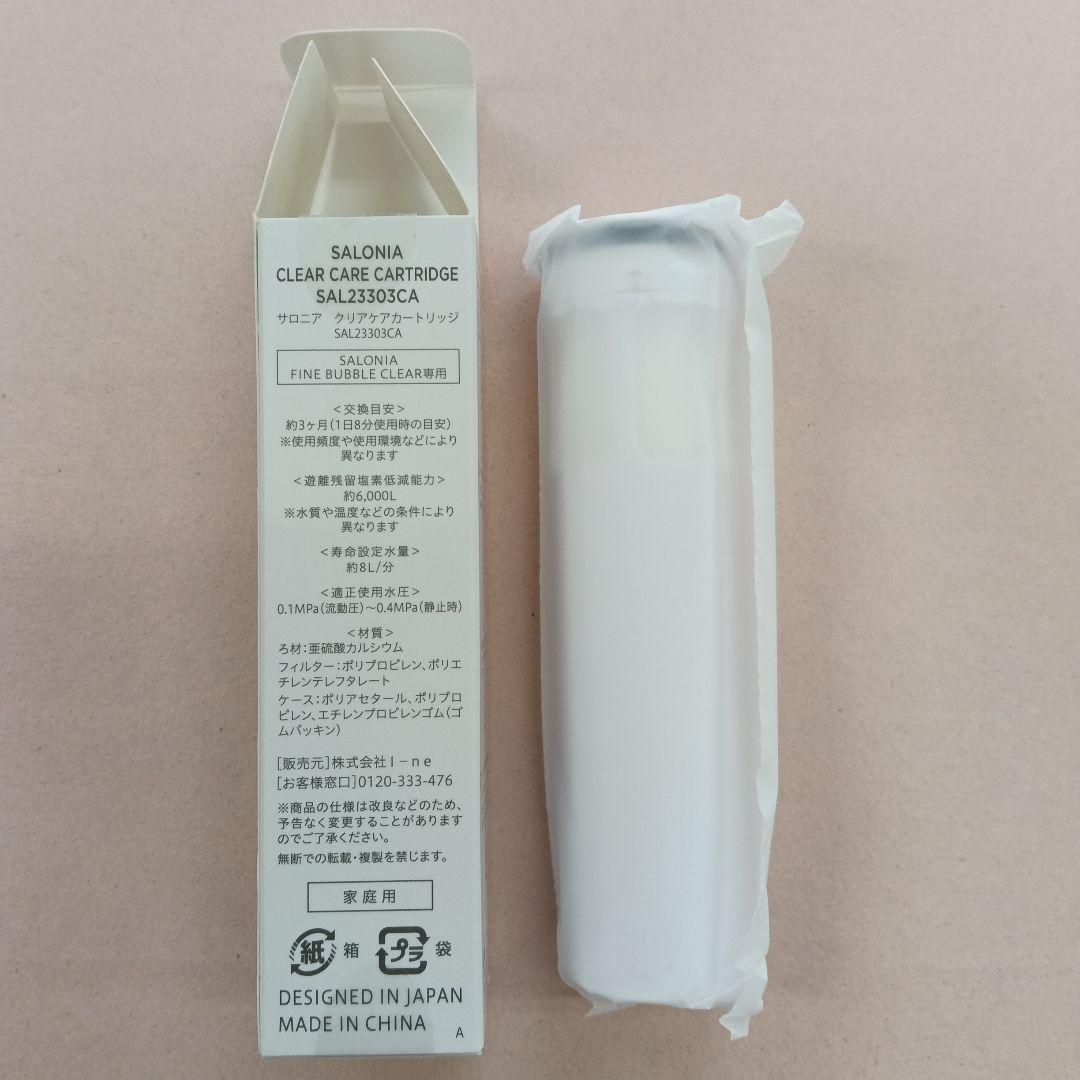 SALONIA
CLEAR CARE CARTRIDGE
SAL23303CA
サロニア　クリアケアカートリッジ
SAL23303CA
SALONIA
FINE BUBBLE CLEAR専用
＜交換目安＞
約3ヶ月（1日8分使用時の目安）
※使用頻度や使用環境などにより
異なります
＜遊離残留塩素低減能力＞
約6,000L
※水質や温度などの条件により
異なります
＜寿命設定水量＞
約8L/分
＜適正使用水圧＞
0.1MPa（流動圧）～0.4MPa（静止時）
＜材質＞
ろ材：亜硫酸カルシウム
フィルター：ポリプロピレン、ポリエ
チレンテレフタレート
ケース：ポリアセタール、ポリプロ
ピレン、エチレンプロピレンゴム（ゴ
ムパッキン）
［販売元］株式会社I－ne
［お客様窓口］0120-333-476
※商品の仕様は改良などのため、
予告なく変更することがあります
のでご了承ください。
無断での転載・複製を禁じます。
家庭用
紙 箱 プラ 袋
DESIGNED IN JAPAN
MADE IN CHINA A